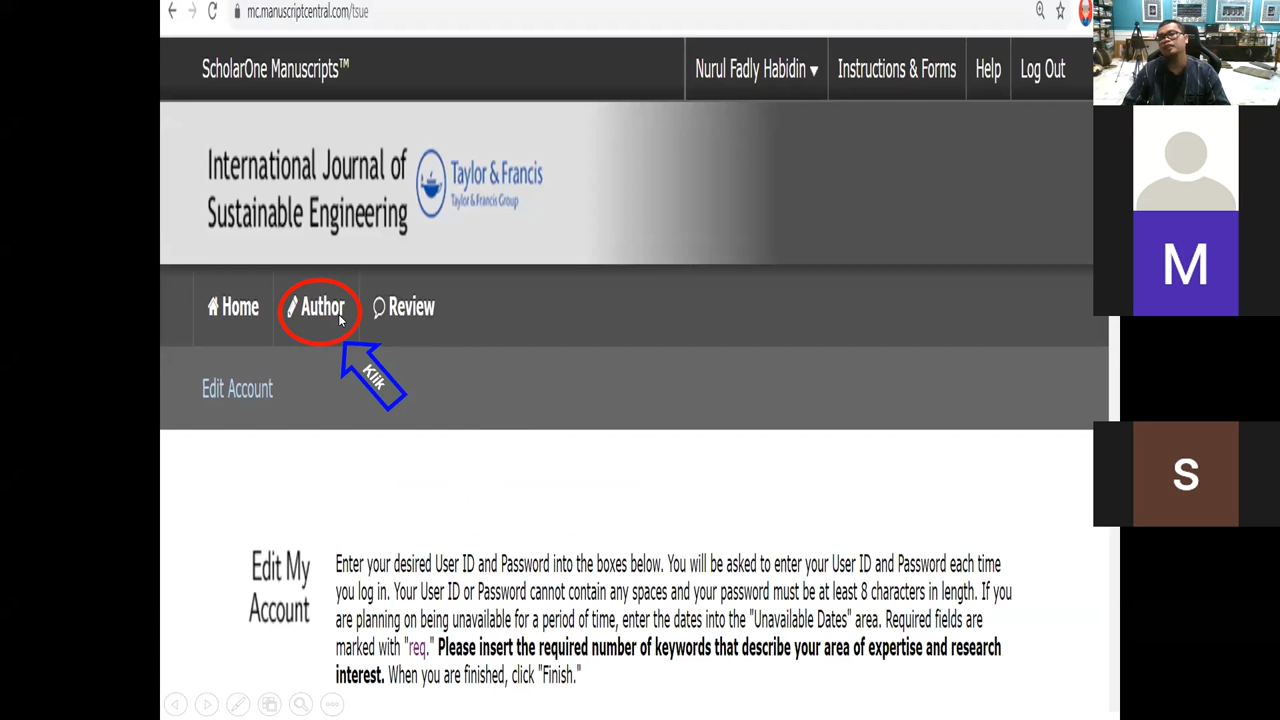 mc.manuscriptcentral.com/tsue
ScholarOne Manuscripts™
Nurul Fadly Habidin ▾
Instructions & Forms
Help
Log Out
International Journal of
Sustainable Engineering
Taylor & Francis
Taylor & Francis Group
Home
Author
Review
Klik
Edit Account
Edit My
Account
Enter your desired User ID and Password into the boxes below. You will be asked to enter your User ID and Password each time
you log in. Your User ID or Password cannot contain any spaces and your password must be at least 8 characters in length. If you
are planning on being unavailable for a period of time, enter the dates into the "Unavailable Dates" area. Required fields are
marked with "req." Please insert the required number of keywords that describe your area of expertise and research
interest. When you are finished, click "Finish."
M
S